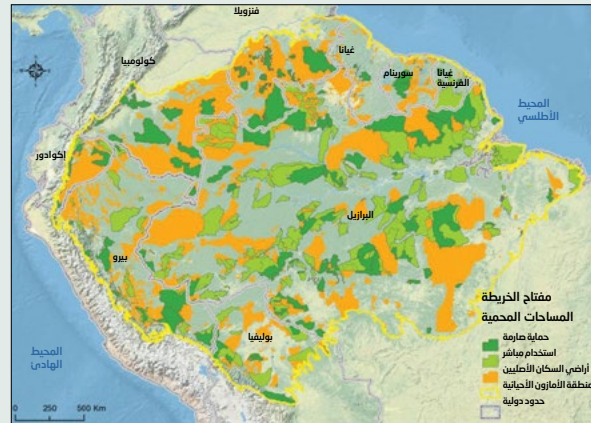 فنزويلا
كولومبيا
غيانا
سورينام
غيانا
الفرنسية
المحيط
الأطلسي
إكوادور
البرازيل
بيرو
بوليفيا
المحيط
الهادئ
مفتاح الخريطة
المساحات المحمية
حماية صارمة
استخدام مباشر
أراضي السكان الأصليين
منطقة الأمازون الأحيائية
حدود دولية
0 250 500 Km